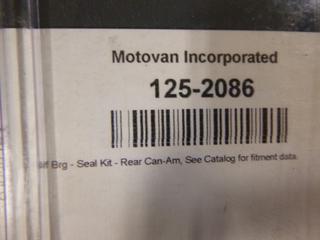 Motovan Incorporated
125-2086
Brg - Seal Kit - Rear Can-Am, See Catalog for fitment data.